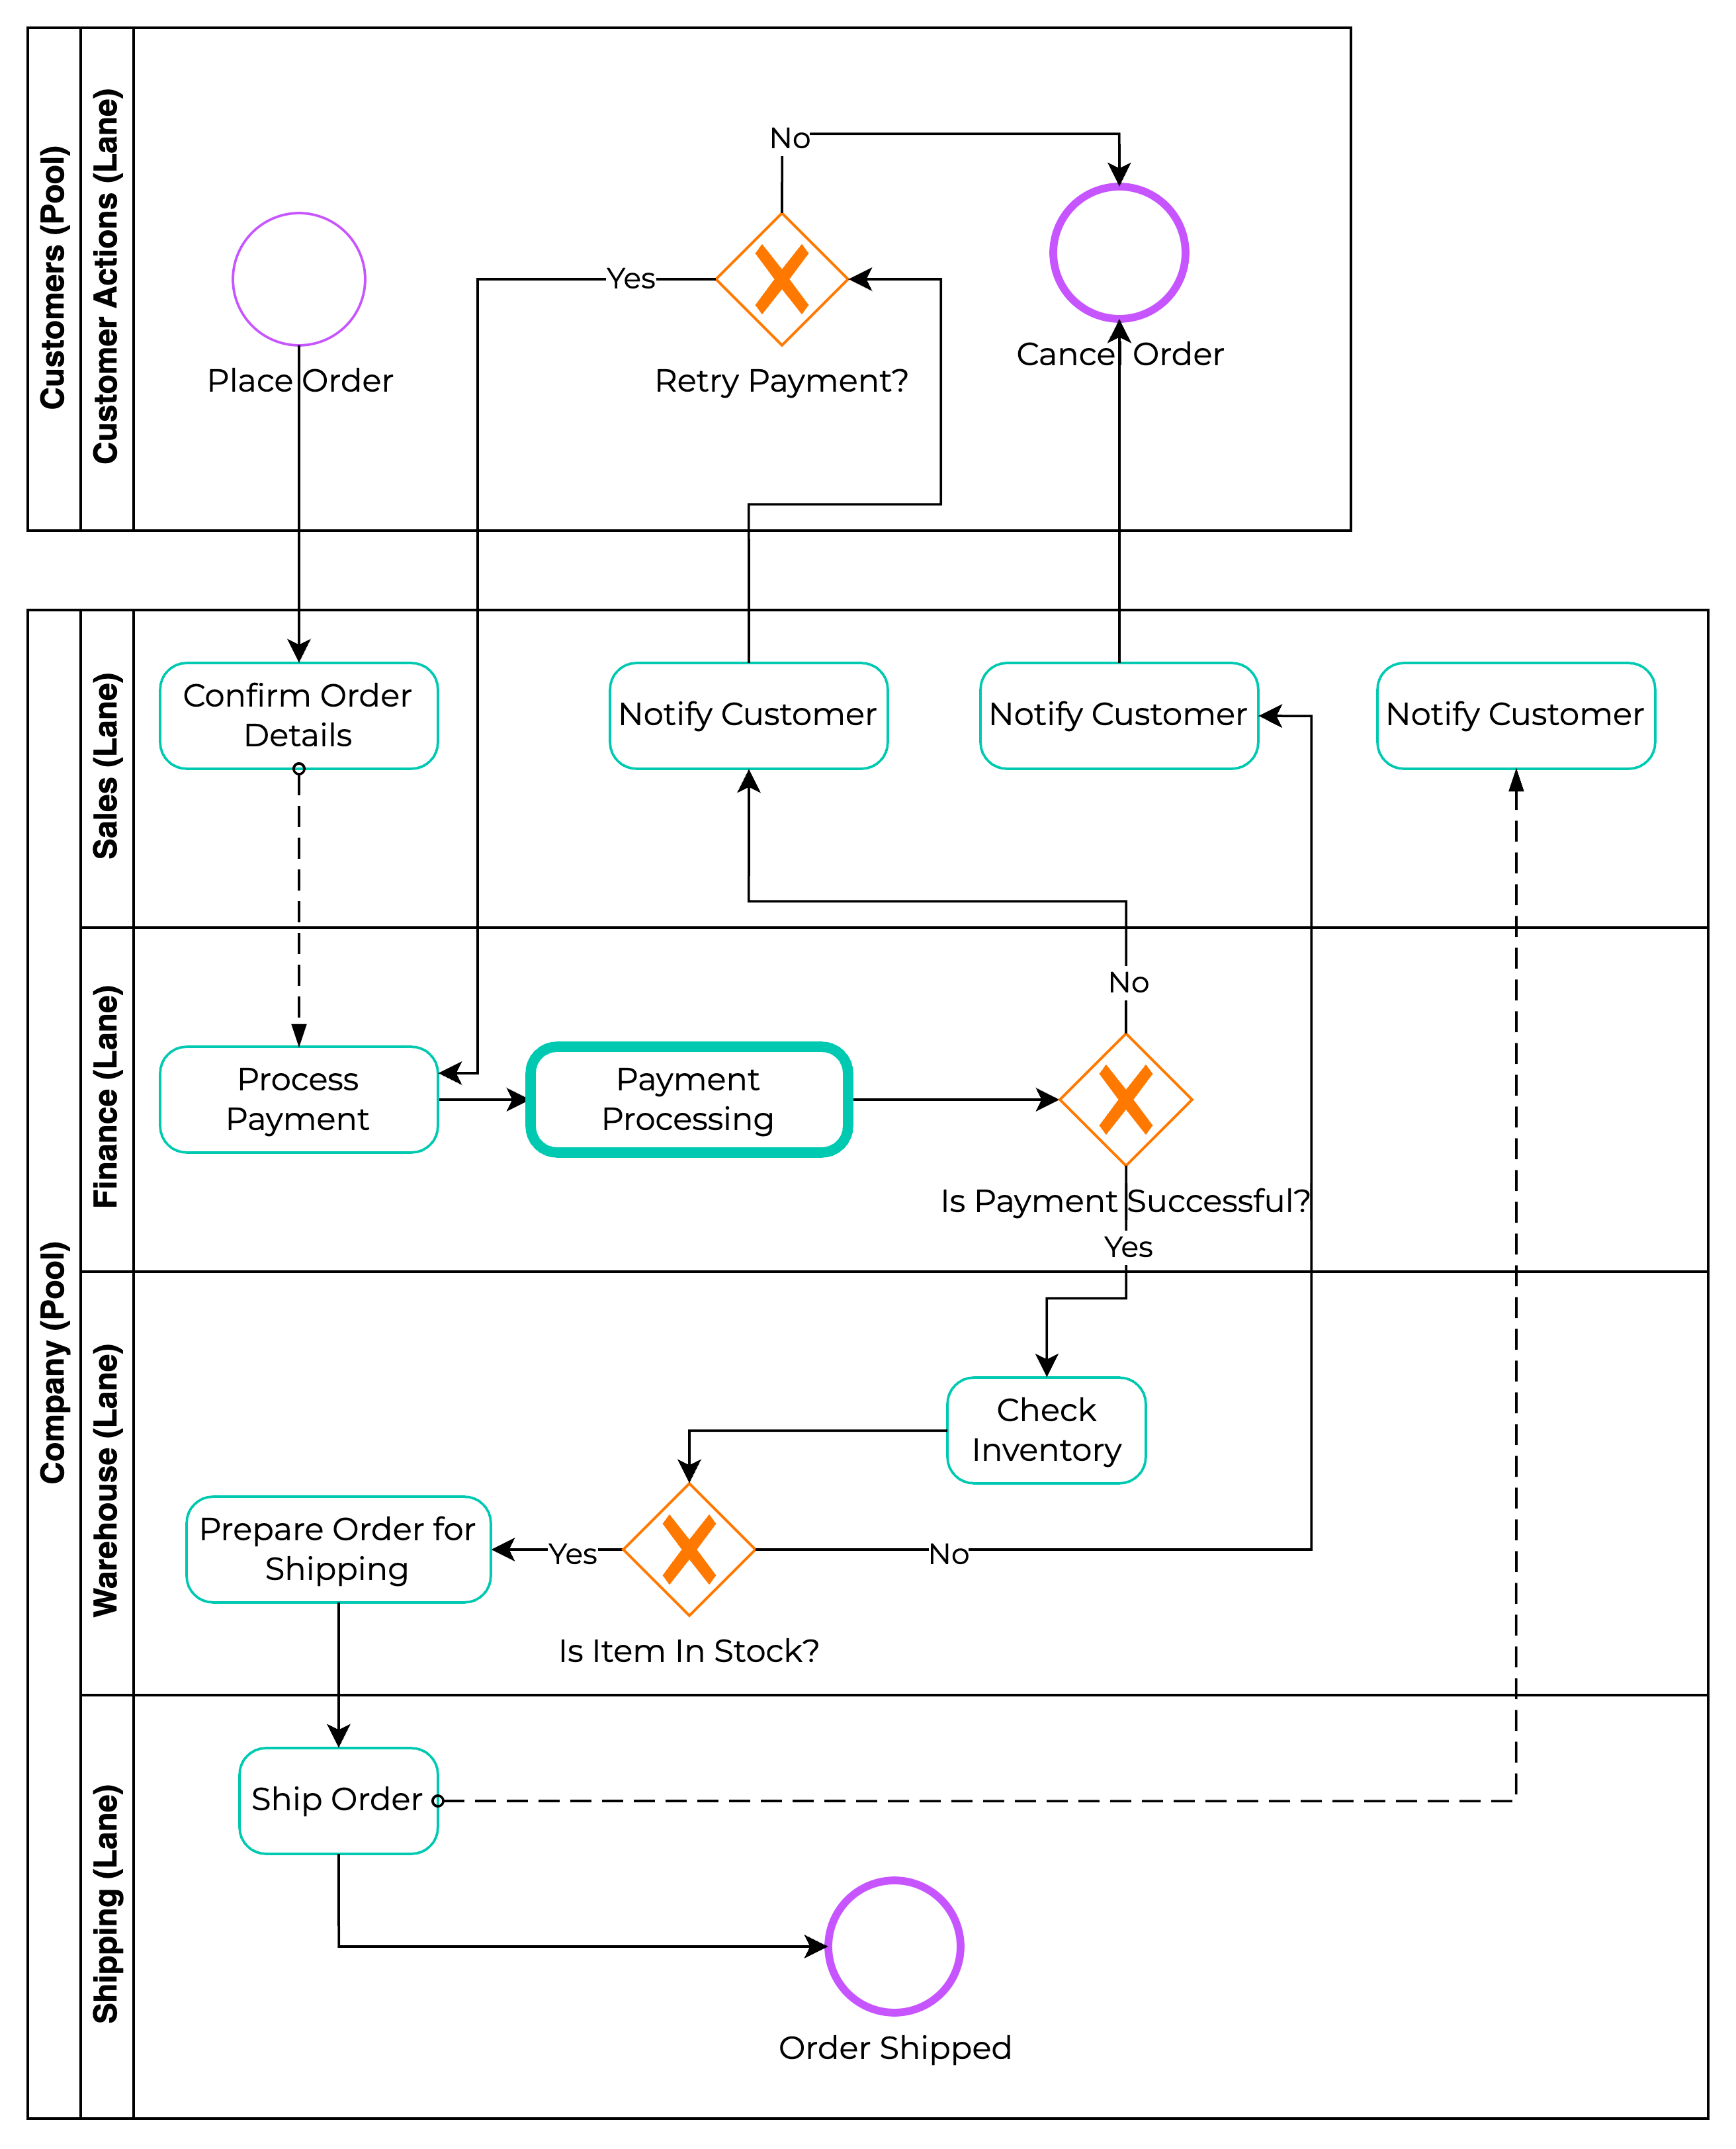 Customers (Pool)
Customer Actions (Lane)
No
Yes
Place Order
Retry Payment?
Cancel Order
Company (Pool)
Sales (Lane)
Confirm Order
Details
Notify Customer
Notify Customer
Notify Customer
Finance (Lane)
No
Process
Payment
Payment
Processing
Is Payment Successful?
Yes
Warehouse (Lane)
Check
Inventory
Prepare Order for
Shipping
Yes
No
Is Item In Stock?
Shipping (Lane)
Ship Order
Order Shipped